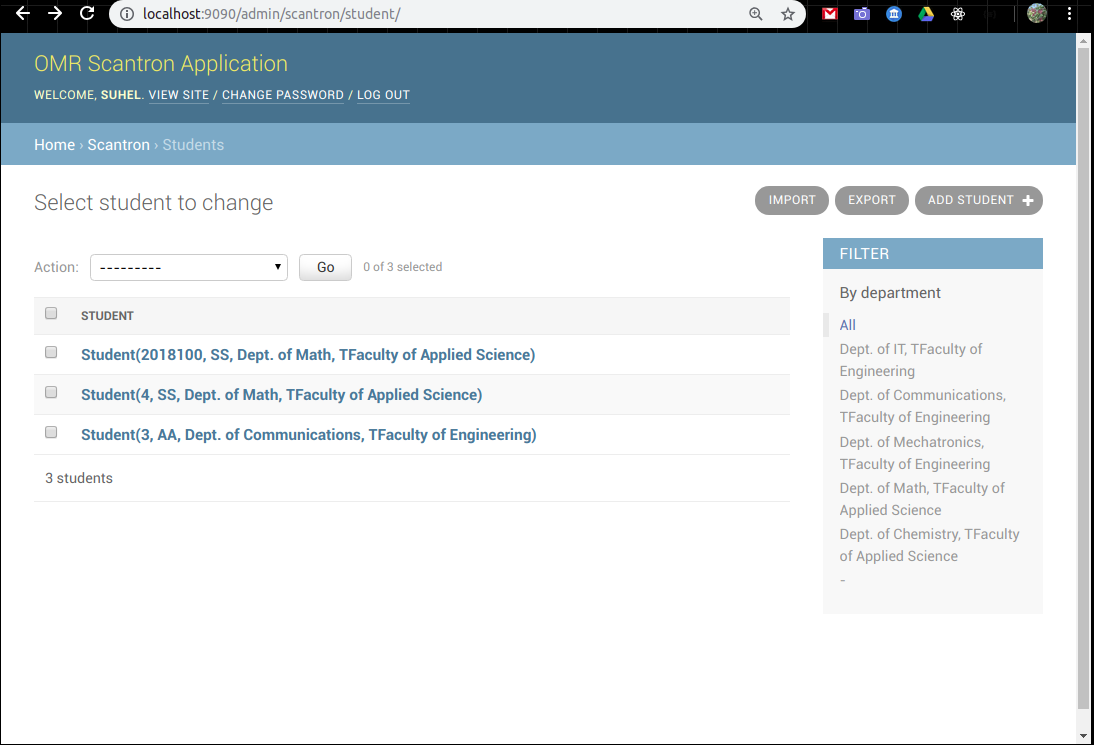 localhost:9090/admin/scantron/student/
OMR Scantron Application
WELCOME, SUHEL. VIEW SITE / CHANGE PASSWORD / LOG OUT
Home › Scantron › Students
Select student to change
IMPORT EXPORT ADD STUDENT +
Action: --------- Go 0 of 3 selected
STUDENT
Student(2018100, SS, Dept. of Math, TFaculty of Applied Science)
Student(4, SS, Dept. of Math, TFaculty of Applied Science)
Student(3, AA, Dept. of Communications, TFaculty of Engineering)
3 students
FILTER
By department
All
Dept. of IT, TFaculty of
Engineering
Dept. of Communications,
TFaculty of Engineering
Dept. of Mechatronics,
TFaculty of Engineering
Dept. of Math, TFaculty of
Applied Science
Dept. of Chemistry, TFaculty
of Applied Science
-